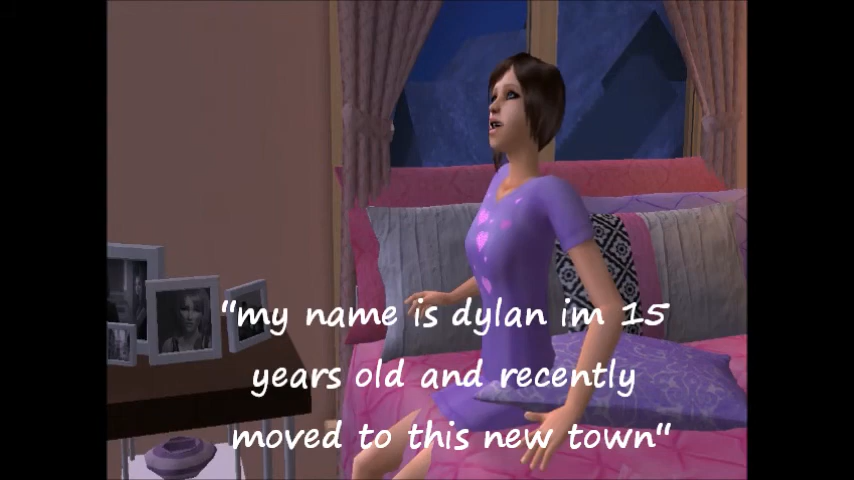 “my name is dylan im 15
years old and recently
moved to this new town“